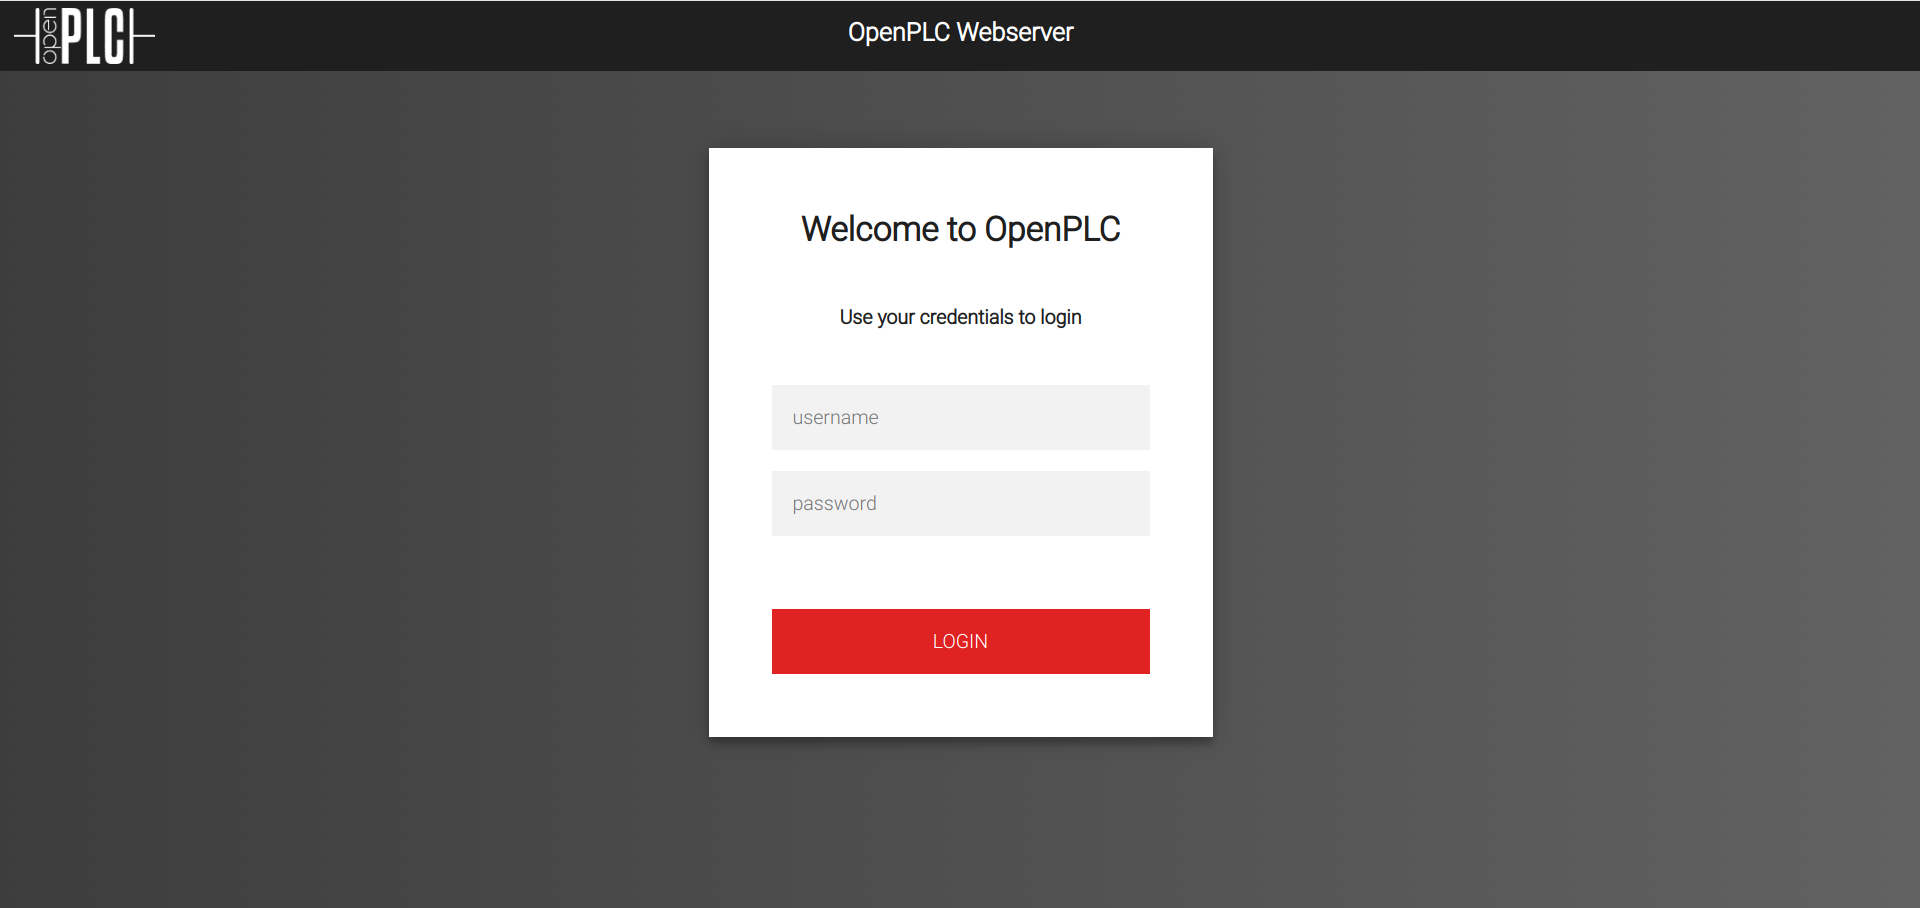 open PLC
OpenPLC Webserver
Welcome to OpenPLC
Use your credentials to login
username
password
LOGIN